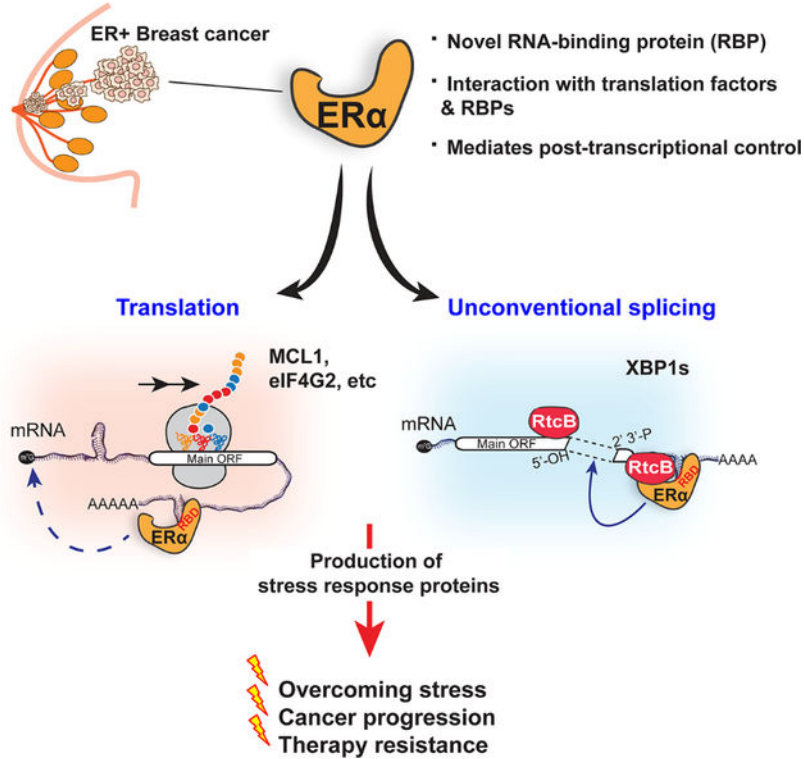 ER+ Breast cancer
ERα
· Novel RNA-binding protein (RBP)
· Interaction with translation factors
& RBPs
· Mediates post-transcriptional control
Translation
Unconventional splicing
MCL1,
eIF4G2, etc
mRNA
Main ORF
AAAAA
RBD
ERα
XBP1s
mRNA
RtcB
Main ORF
5'-OH
2' 3'-P
RtcB
RBD
ERα
AAAA
Production of
stress response proteins
Overcoming stress
Cancer progression
Therapy resistance